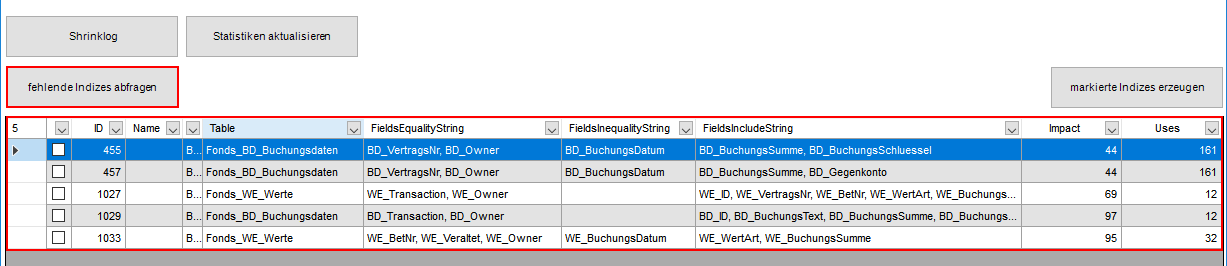 Shrinklog Statistiken aktualisieren
fehlende Indizes abfragen markierte Indizes erzeugen
5 ID Name Table FieldsEqualityString FieldsInequalityString FieldsIncludeString Impact Uses
455 B... Fonds_BD_Buchungsdaten BD_VertragsNr, BD_Owner BD_BuchungsDatum BD_BuchungsSumme, BD_BuchungsSchluessel 44 161
457 B... Fonds_BD_Buchungsdaten BD_VertragsNr, BD_Owner BD_BuchungsDatum BD_BuchungsSumme, BD_Gegenkonto 44 161
1027 B... Fonds_WE_Werte WE_Transaction, WE_Owner WE_ID, WE_VertragsNr, WE_BetNr, WE_WertArt, WE_Buchungs... 69 12
1029 B... Fonds_BD_Buchungsdaten BD_Transaction, BD_Owner BD_ID, BD_BuchungText, BD_BuchungsSumme, BD_Buchungs... 97 12
1033 B... Fonds_WE_Werte WE_BetNr, WE_Veraltet, WE_Owner WE_BuchungsDatum WE_WertArt, WE_BuchungsSumme 95 32